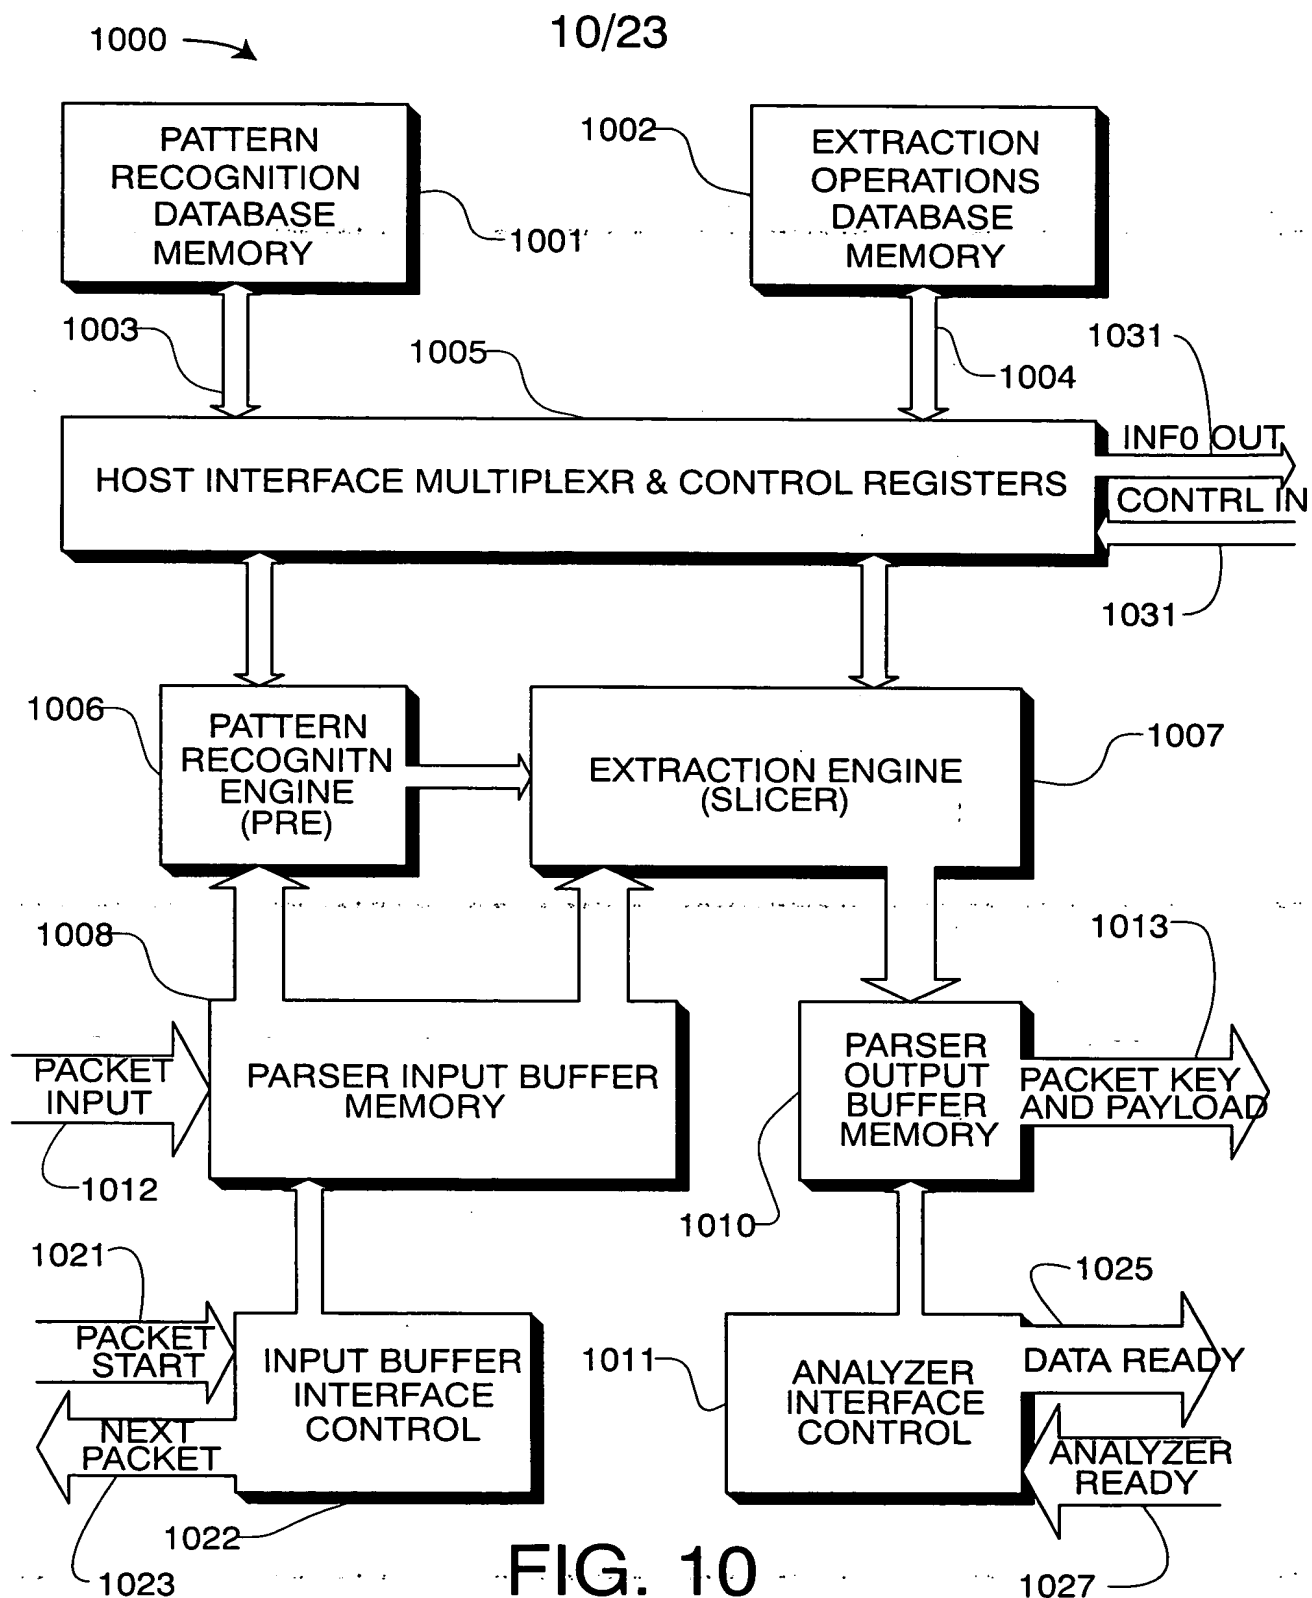 10/23
1000
PATTERN
RECOGNITION
DATABASE
MEMORY
1001
1002
EXTRACTION
OPERATIONS
DATABASE
MEMORY
1003
1005
1004
1031
HOST INTERFACE MULTIPLEXR & CONTROL REGISTERS
INF0 OUT
CONTRL IN
1031
1006
PATTERN
RECOGNITN
ENGINE
(PRE)
EXTRACTION ENGINE
(SLICER)
1007
1008
1013
PACKET
INPUT
1012
PARSER INPUT BUFFER
MEMORY
PARSER
OUTPUT
BUFFER
MEMORY
PACKET KEY
AND PAYLOAD
1010
1021
PACKET
START
NEXT
PACKET
INPUT BUFFER
INTERFACE
CONTROL
1011
ANALYZER
INTERFACE
CONTROL
1025
DATA READY
ANALYZER
READY
1022
1023
1027
FIG. 10